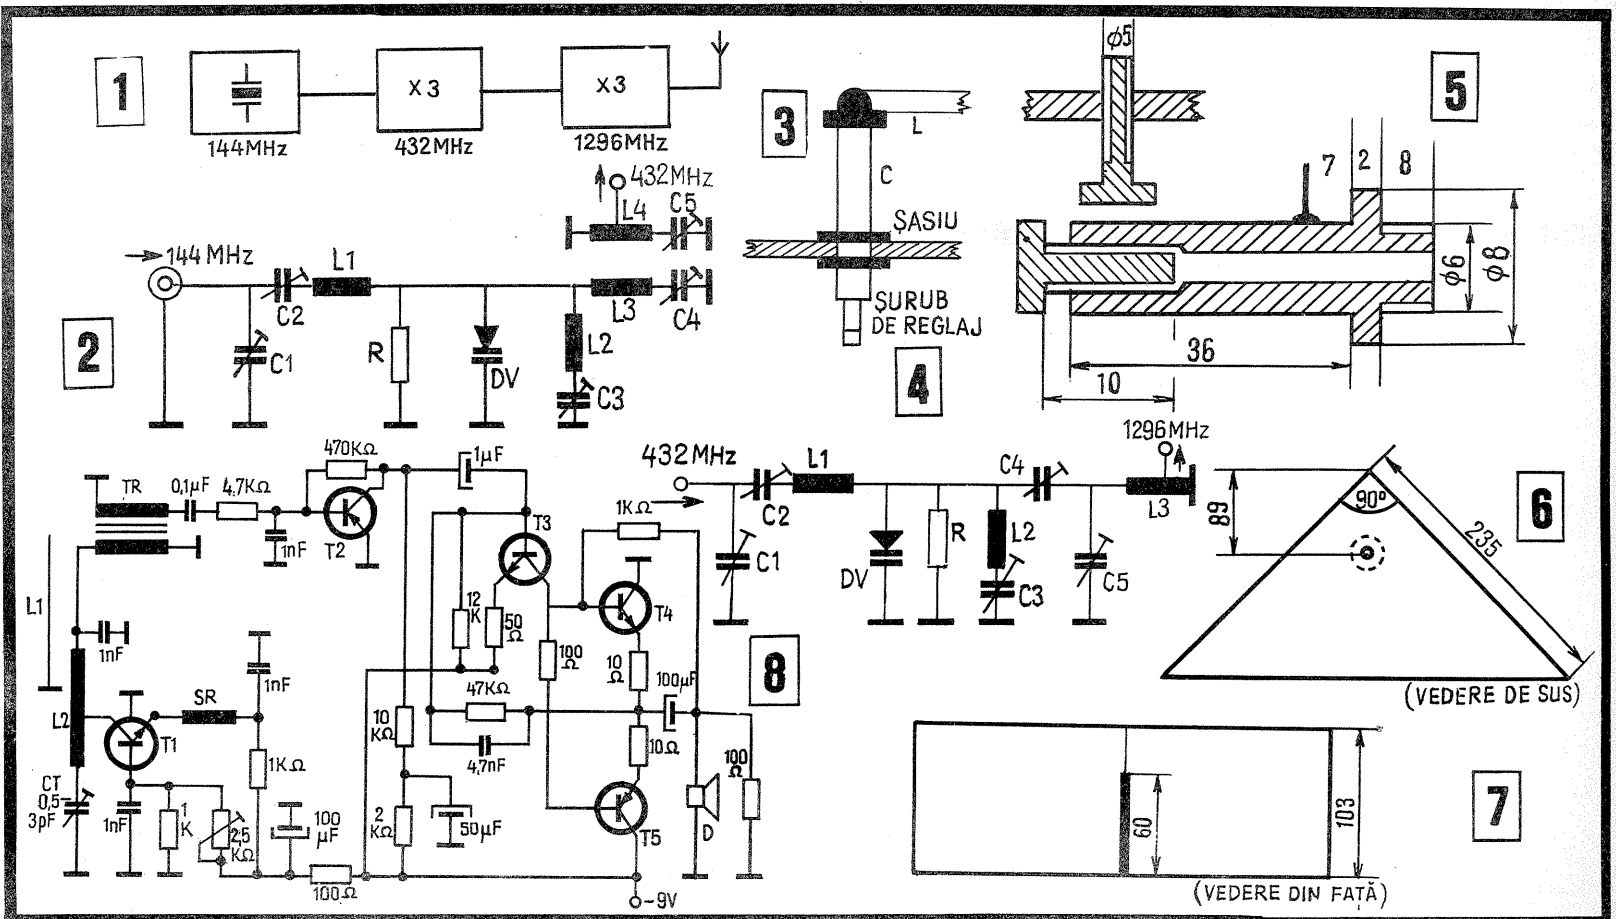 1
X3
X3
144MHz
432MHz
1296MHz
2
144 MHz
C1
C2
L1
R
DV
L2
C3
L3
C4
L4
C5
432MHz
3
L
C
ȘASIU
ȘURUB
DE REGLAJ
4
432 MHz
C1
C2
L1
DV
R
L2
C3
C4
C5
L3
1296MHz
5
ϕ5
7
2
8
ϕ6
ϕ8
36
10
6
90°
89
235
(VEDERE DE SUS)
7
60
103
(VEDERE DIN FAȚĂ)
8
L1
TR
0,1µF
4,7KΩ
1nF
470KΩ
T2
1µF
1nF
L2
CT
0,5-
3pF
T1
SR
1nF
1KΩ
1nF
1
K
2,5
KΩ
100
µF
100Ω
10
KΩ
2
KΩ
50µF
12
K
50
Ω
47KΩ
4,7nF
T3
100
Ω
1KΩ
T4
10
Ω
100µF
10Ω
T5
D
100
Ω
-9V